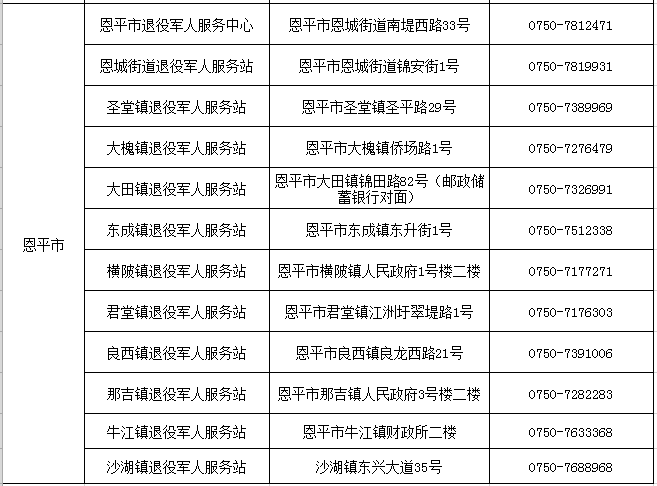 恩平市
恩平市退役军人服务中心 恩平市恩城街道南堤西路33号 0750-7812471
恩城街道退役军人服务站 恩平市恩城街道锦安街1号 0750-7819931
圣堂镇退役军人服务站 恩平市圣堂镇圣平路29号 0750-7389969
大槐镇退役军人服务站 恩平市大槐镇侨场路1号 0750-7276479
大田镇退役军人服务站 恩平市大田镇锦田路82号（邮政储
蓄银行对面） 0750-7326991
东成镇退役军人服务站 恩平市东成镇东升街1号 0750-7512338
横陂镇退役军人服务站 恩平市横陂镇人民政府1号楼二楼 0750-7177271
君堂镇退役军人服务站 恩平市君堂镇江洲圩翠堤路1号 0750-7176303
良西镇退役军人服务站 恩平市良西镇良龙西路21号 0750-7391006
那吉镇退役军人服务站 恩平市那吉镇人民政府3号楼二楼 0750-7282283
牛江镇退役军人服务站 恩平市牛江镇财政所二楼 0750-7633368
沙湖镇退役军人服务站 沙湖镇东兴大道35号 0750-7688968